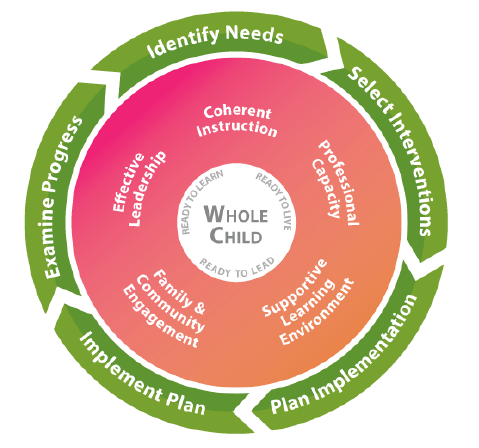 Identify Needs
Select Interventions
Plan Implementation
Implement Plan
Examine Progress
Coherent
Instruction
Professional
Capacity
Supportive
Learning
Environment
Family &
Community
Engagement
Effective
Leadership
READY TO LEARN
READY TO LIVE
READY TO LEAD
WHOLE
CHILD